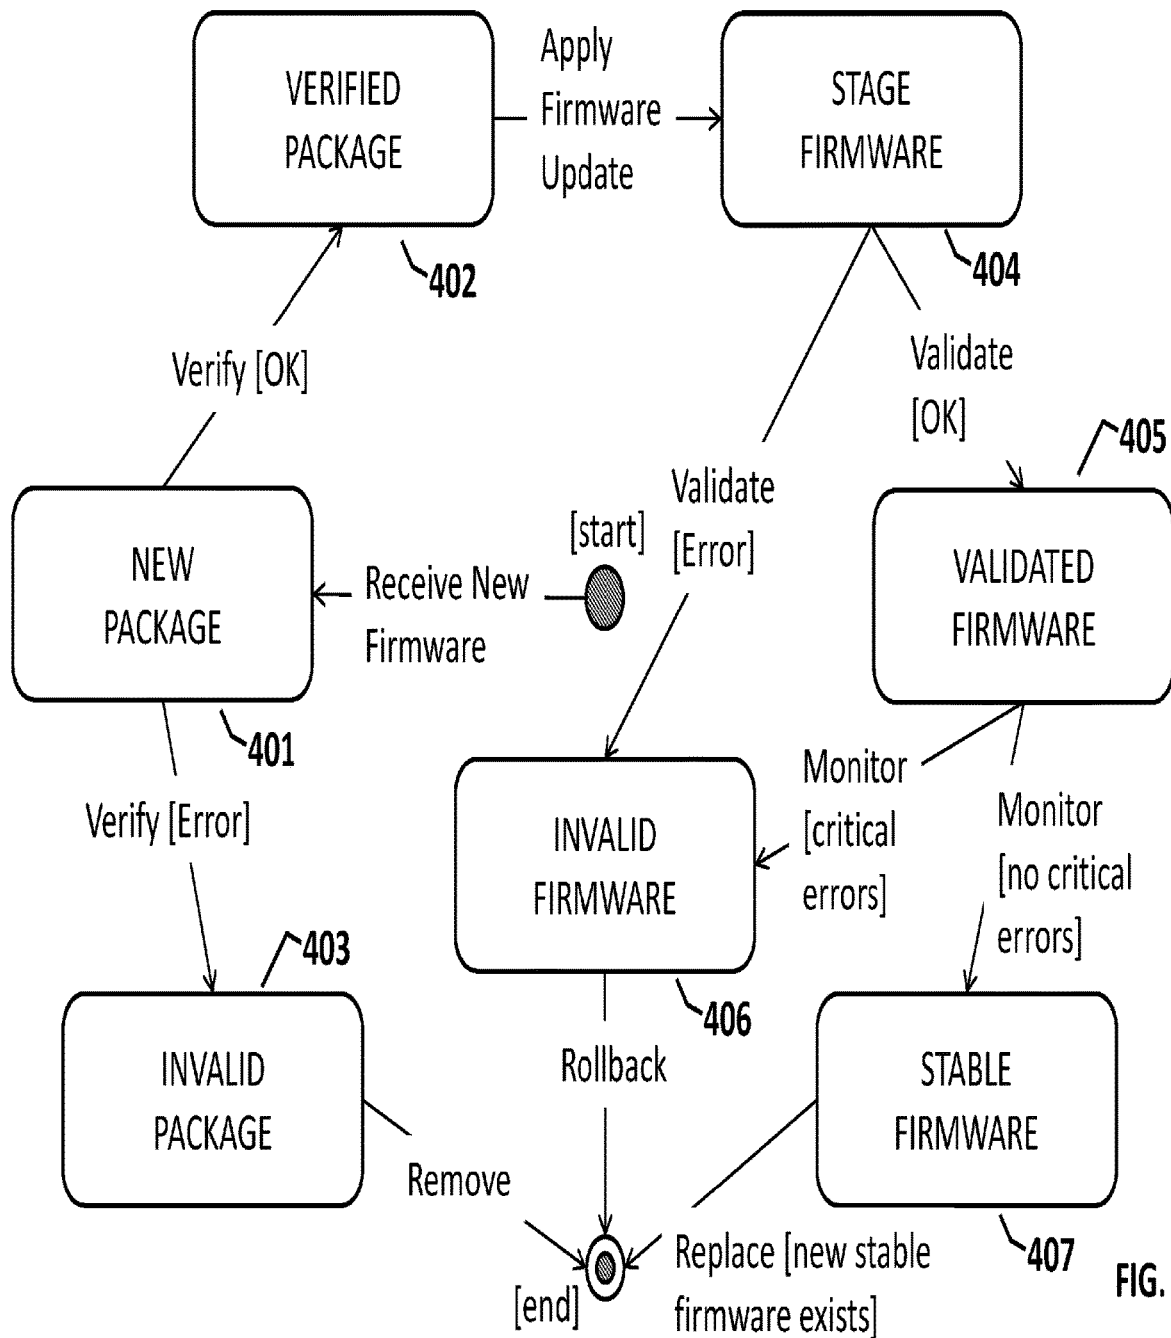 VERIFIED
PACKAGE
402
Apply
Firmware
Update
STAGE
FIRMWARE
404
Verify [OK]
Validate
[OK]
405
Validate
[Error]
[start]
NEW
PACKAGE
401
Receive New
Firmware
VALIDATED
FIRMWARE
Verify [Error]
INVALID
FIRMWARE
406
Monitor
[critical
errors]
Monitor
[no critical
errors]
403
INVALID
PACKAGE
Rollback
STABLE
FIRMWARE
407
Remove
[end]
Replace [new stable
firmware exists]
FIG.